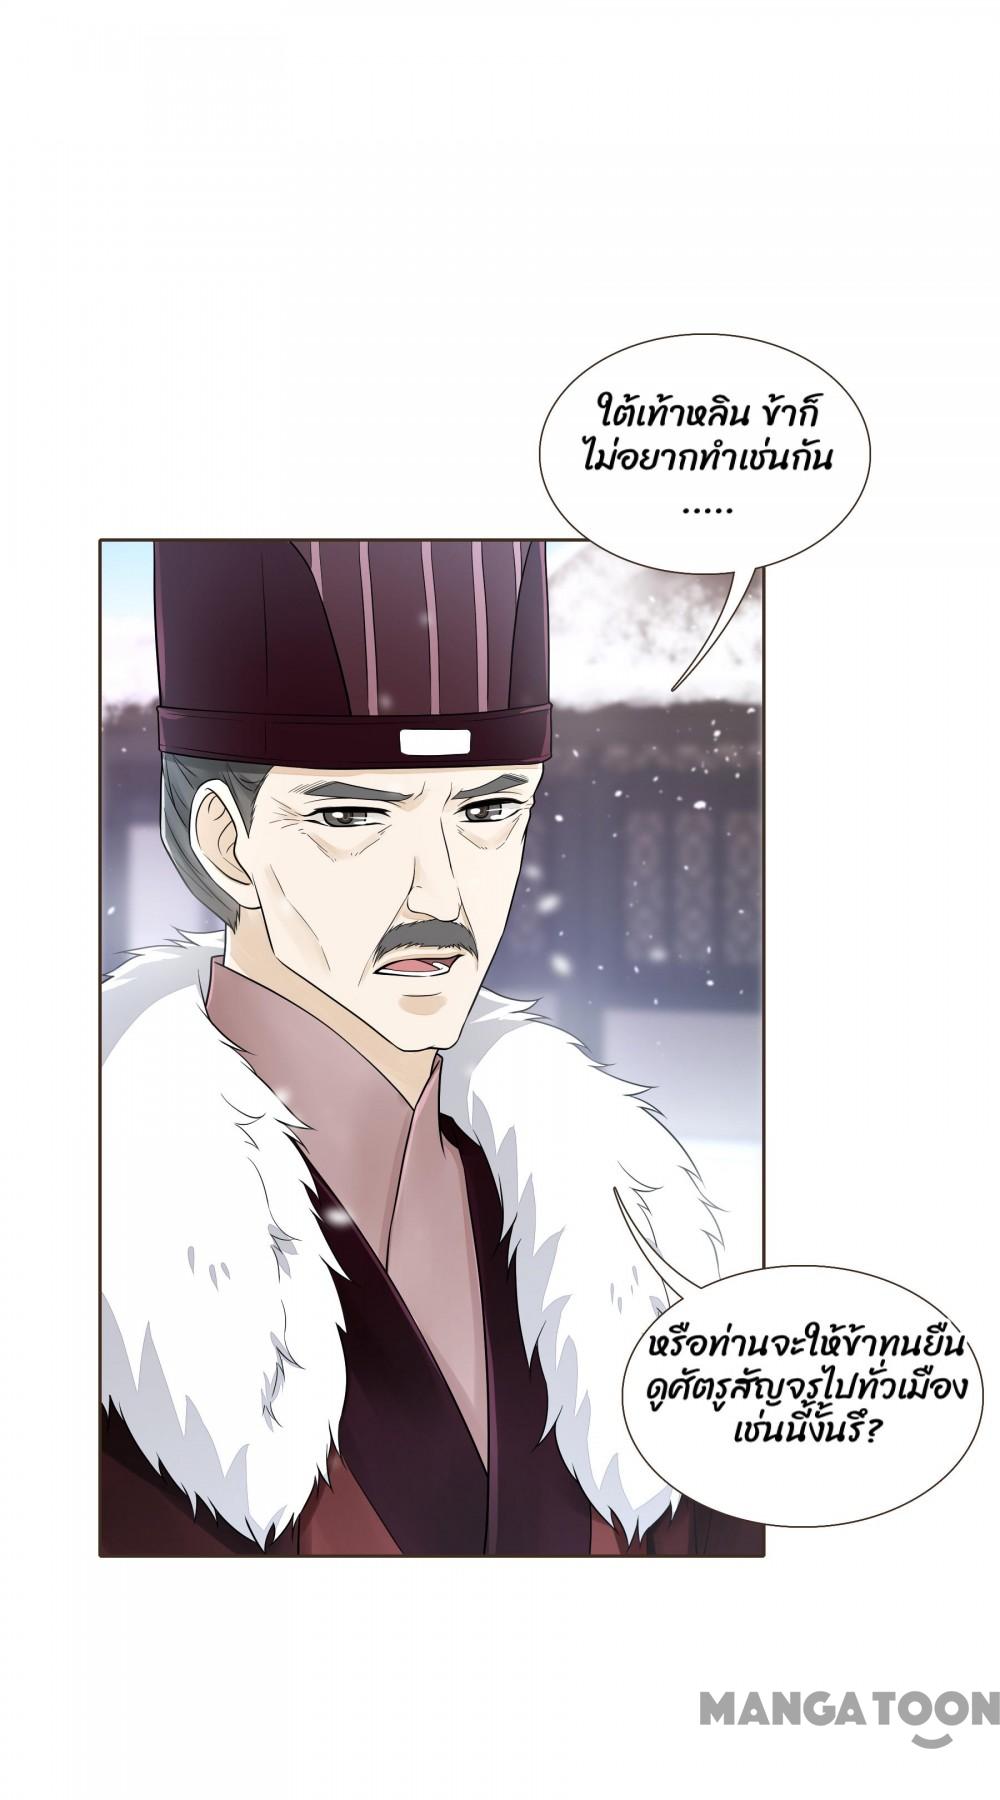 ใต้เท้าหลิน ข้าก็
ไม่อยากทำเช่นกัน
.....
หรือท่านจะให้ข้าทนยืน
ดูศัตรูสัญจรไปทั่วเมือง
เช่นนี้งั้นรึ?
MANGATOON